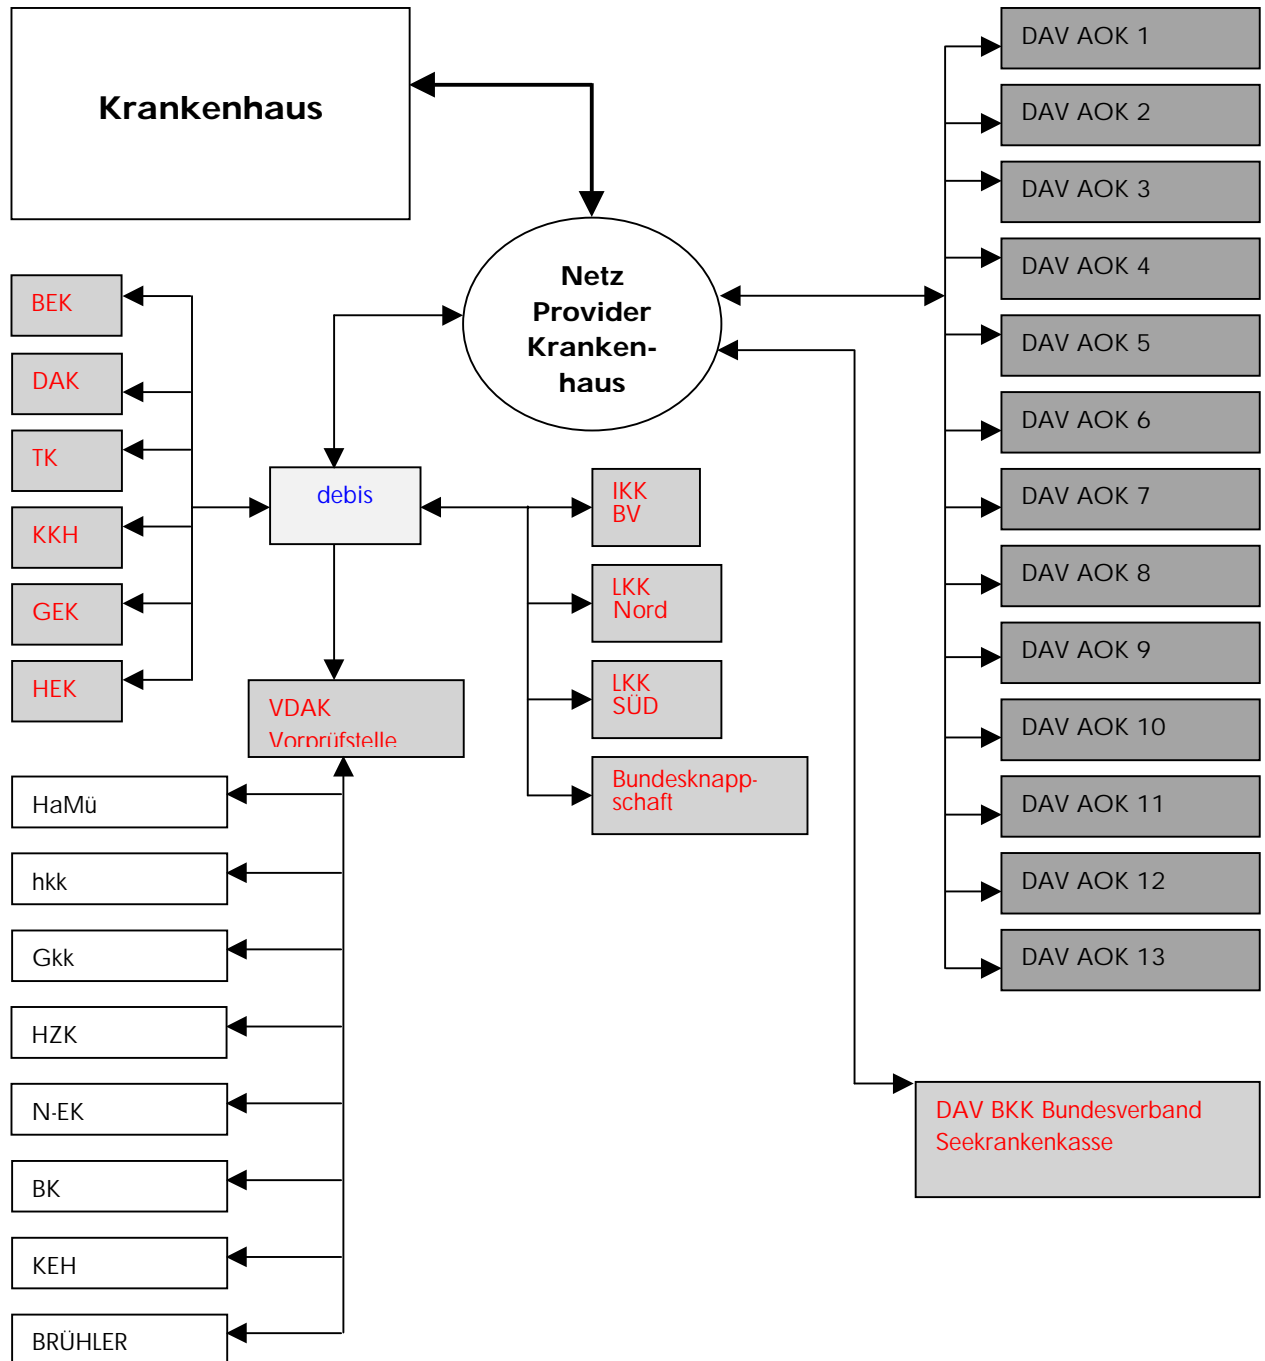 Krankenhaus
Netz
Provider
Kranken-
haus
BEK
DAK
TK
KKH
GEK
HEK
debis
IKK
BV
LKK
Nord
LKK
SÜD
Bundesknapp-
schaft
VDAK
Vorprüfstelle
HaMü
hkk
Gkk
HZK
N-EK
BK
KEH
BRÜHLER
DAV AOK 1
DAV AOK 2
DAV AOK 3
DAV AOK 4
DAV AOK 5
DAV AOK 6
DAV AOK 7
DAV AOK 8
DAV AOK 9
DAV AOK 10
DAV AOK 11
DAV AOK 12
DAV AOK 13
DAV BKK Bundesverband
Seekrankenkasse